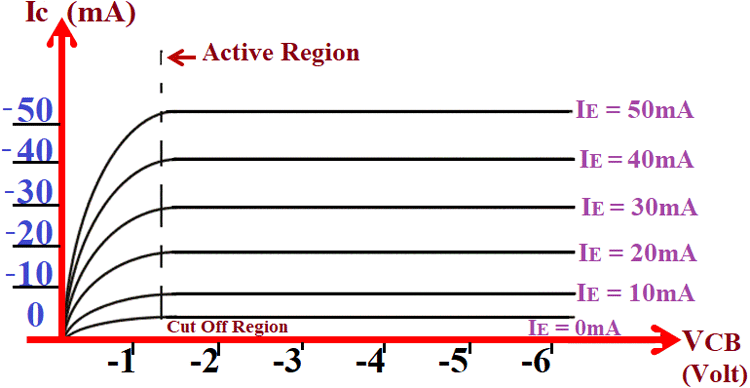 Ic (mA)
Active Region
-50
IE = 50mA
-40
IE = 40mA
-30
IE = 30mA
-20
IE = 20mA
-10
IE = 10mA
0
Cut Off Region
IE = 0mA
VCB
(Volt)
-1 -2 -3 -4 -5 -6